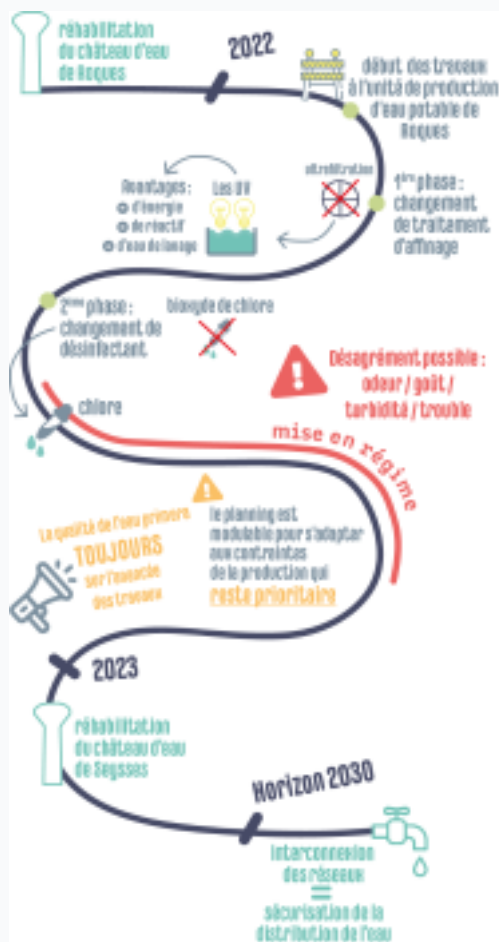 réhabilitation
du château d'eau
de Roques
2022
début des travaux
à l'unité de production
d'eau potable de
Roques
ultrafiltration
1ère phase :
changement
de traitement
d'affinage
Avantages :
d'énergie
de réactif
d'eau de lavage
Les UV
2ème phase :
changement de
désinfectant
bioxyde de chlore
chlore
Désagrément possible :
odeur / goût /
turbidité / trouble
mise en régime
La qualité de l'eau primera
TOUJOURS
sur l'avancée
des travaux
le planning est
modulable pour s'adapter
aux contraintes
de la production qui
reste prioritaire
2023
réhabilitation
du château d'eau
de Seysses
Horizon 2030
interconnexion
des réseaux
=
sécurisation de la
distribution de l'eau